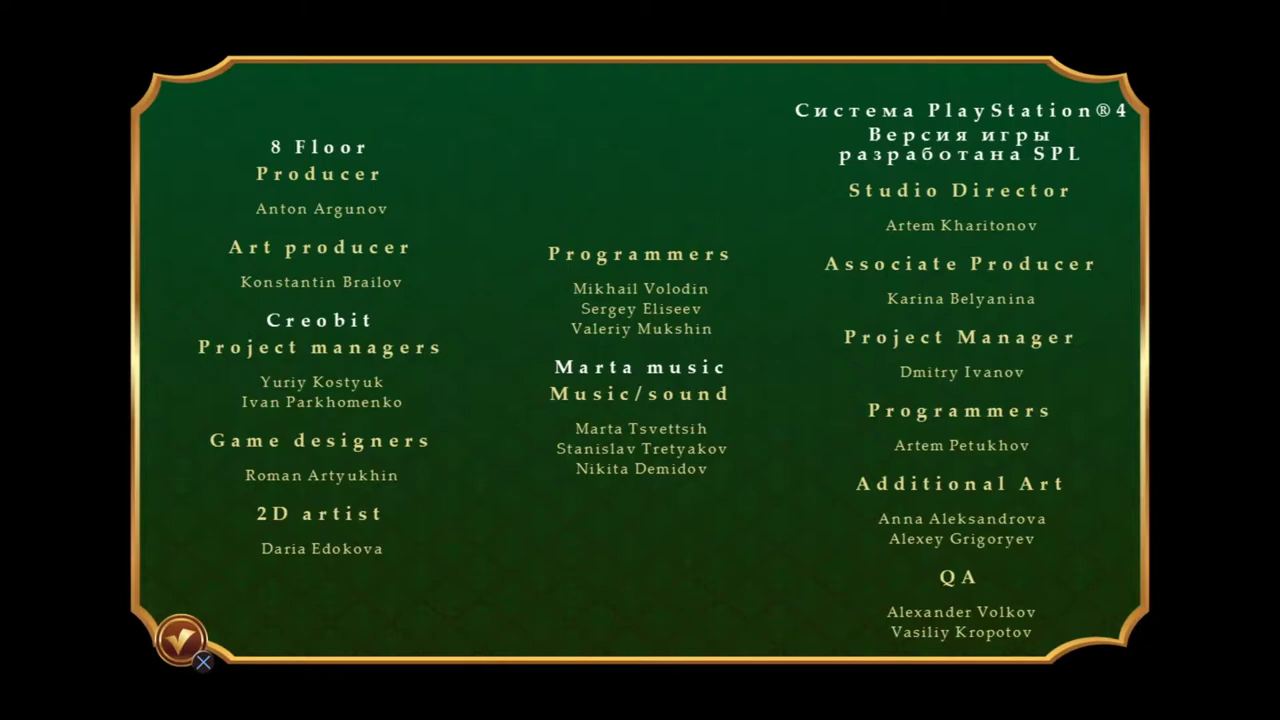 8 Floor
Producer
Anton Argunov
Art producer
Konstantin Brailov
Creobit
Project managers
Yuriy Kostyuk
Ivan Parkhomenko
Game designers
Roman Artyukhin
2D artist
Daria Edokova
Programmers
Mikhail Volodin
Sergey Eliseev
Valeriy Mukshin
Marta music
Music/sound
Marta Tsvettsih
Stanislav Tretyakov
Nikita Demidov
Система PlayStation®4
Версия игры
разработана SPL
Studio Director
Artem Kharitonov
Associate Producer
Karina Belyanina
Project Manager
Dmitry Ivanov
Programmers
Artem Petukhov
Additional Art
Anna Aleksandrova
Alexey Grigoryev
QA
Alexander Volkov
Vasiliy Kropotov